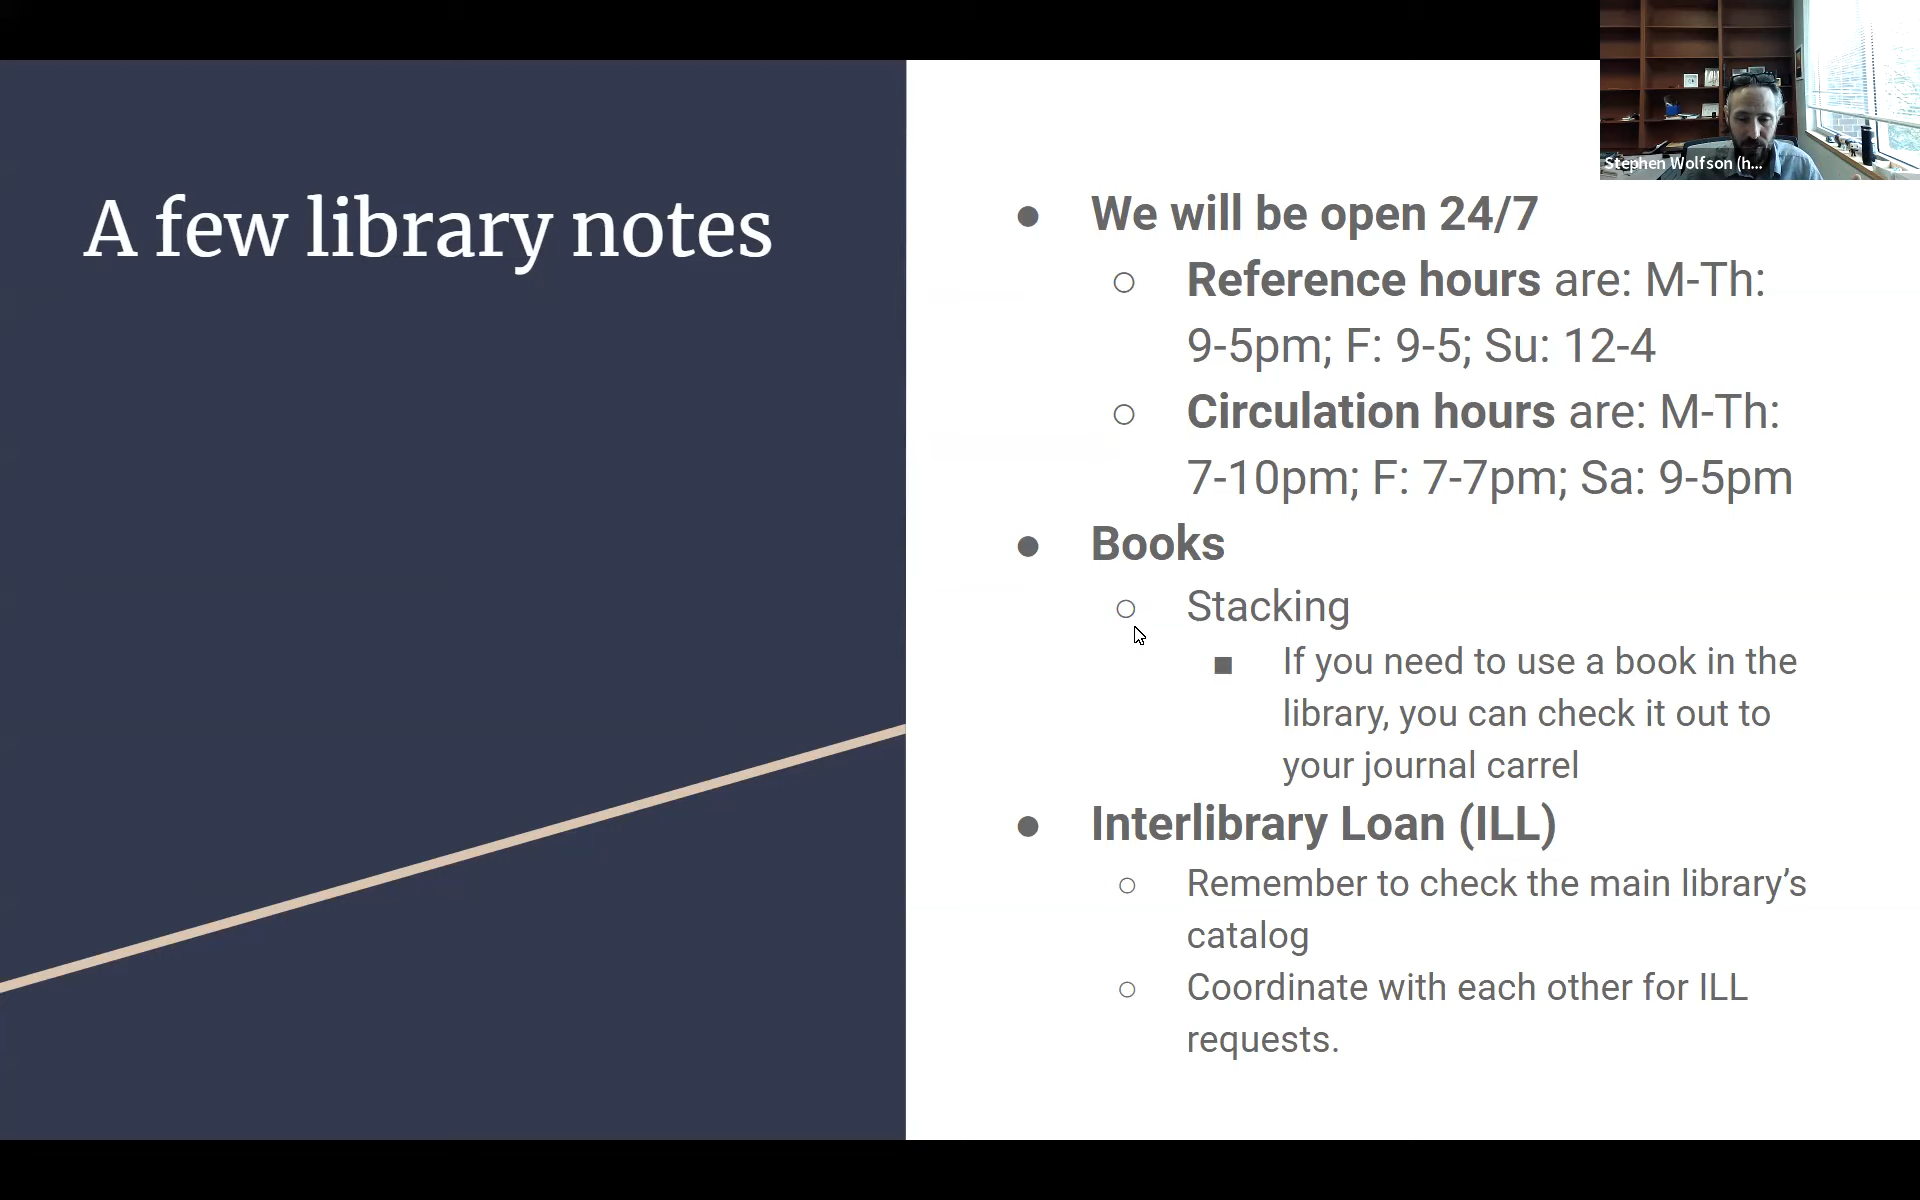 A few library notes
Stephen Wolfson (h...
● We will be open 24/7
○ Reference hours are: M-Th:
9-5pm; F: 9-5; Su: 12-4
○ Circulation hours are: M-Th:
7-10pm; F: 7-7pm; Sa: 9-5pm
● Books
○ Stacking
■ If you need to use a book in the
library, you can check it out to
your journal carrel
● Interlibrary Loan (ILL)
○ Remember to check the main library’s
catalog
○ Coordinate with each other for ILL
requests.